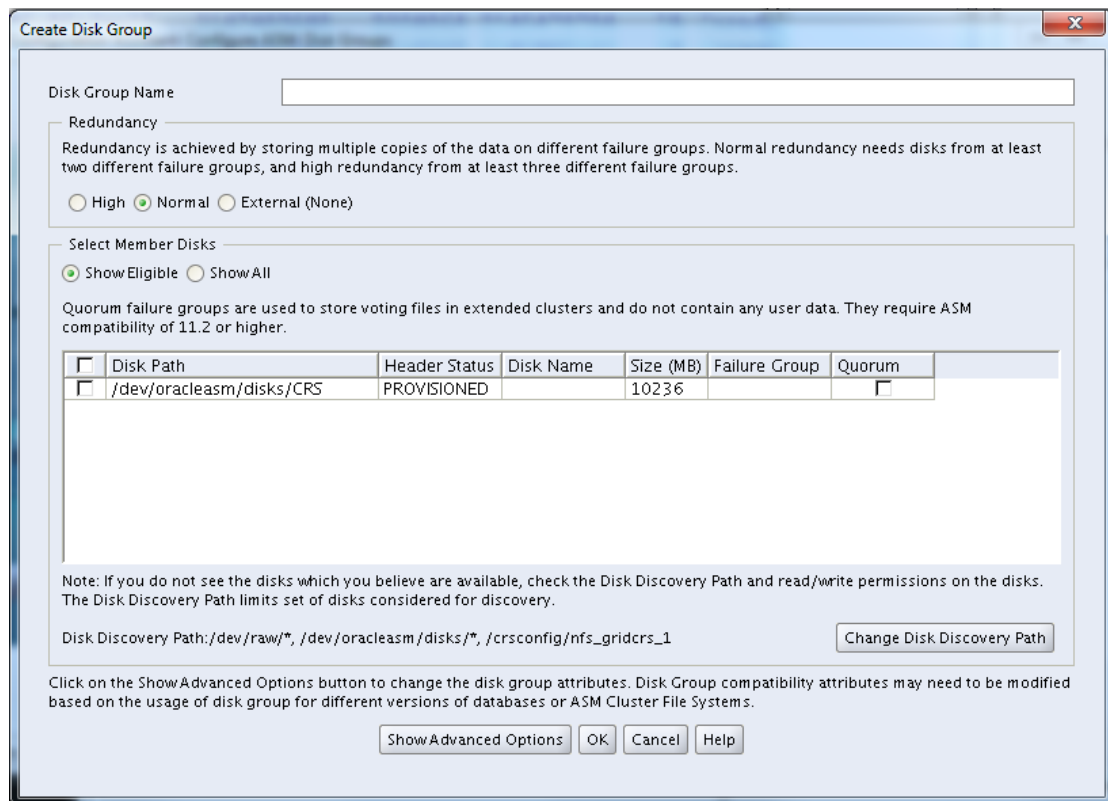 Create Disk Group
Disk Group Name
Redundancy
Redundancy is achieved by storing multiple copies of the data on different failure groups. Normal redundancy needs disks from at least
two different failure groups, and high redundancy from at least three different failure groups.
High Normal External (None)
Select Member Disks
Show Eligible Show All
Quorum failure groups are used to store voting files in extended clusters and do not contain any user data. They require ASM
compatibility of 11.2 or higher.
Disk Path Header Status Disk Name Size (MB) Failure Group Quorum
/dev/oracleasm/disks/CRS PROVISIONED 10236
Note: If you do not see the disks which you believe are available, check the Disk Discovery Path and read/write permissions on the disks.
The Disk Discovery Path limits set of disks considered for discovery.
Disk Discovery Path:/dev/raw/*, /dev/oracleasm/disks/*, /crsconfig/nfs_gridcrs_1 Change Disk Discovery Path
Click on the Show Advanced Options button to change the disk group attributes. Disk Group compatibility attributes may need to be modified
based on the usage of disk group for different versions of databases or ASM Cluster File Systems.
Show Advanced Options OK Cancel Help